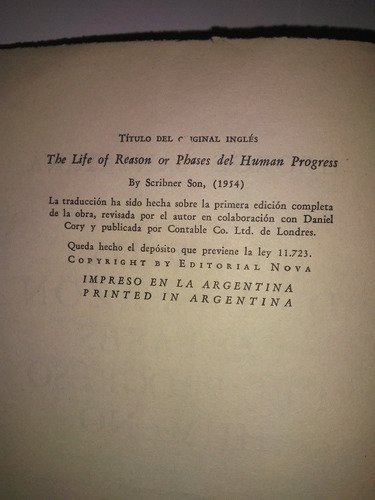 TÍTULO DEL ORIGINAL INGLÉS
The Life of Reason or Phases del Human Progress
By Scribner Son, (1954)
La traducción ha sido hecha sobre la primera edición completa
de la obra, revisada por el autor en colaboración con Daniel
Cory y publicada por Contable Co. Ltd. de Londres.
Queda hecho el depósito que previene la ley 11.723.
COPYRIGHT BY EDITORIAL NOVA
IMPRESO EN LA ARGENTINA
PRINTED IN ARGENTINA